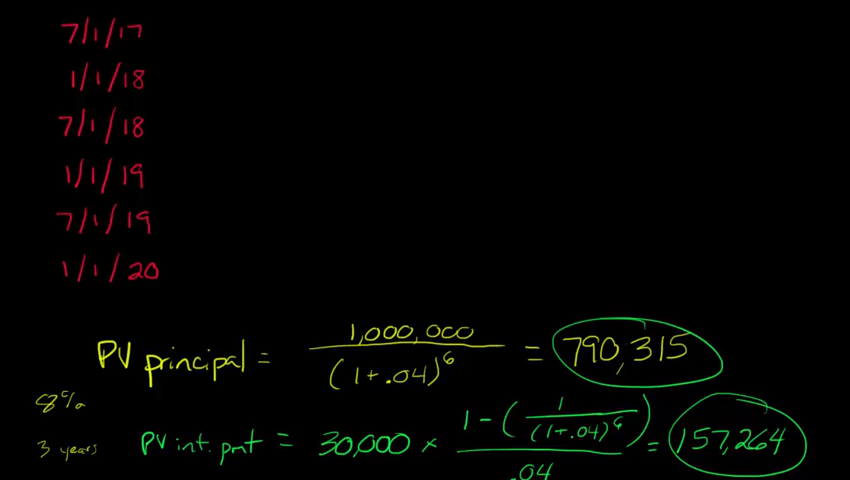 7/1/17
1/1/18
7/1/18
1/1/19
7/1/19
1/1/20
PV principal = 1,000,000 / (1+.04)^6 = 790,315
8%
3 years
PV int. pmt = 30,000 × (1 - (1 / (1+.04)^6)) / .04 = 157,264